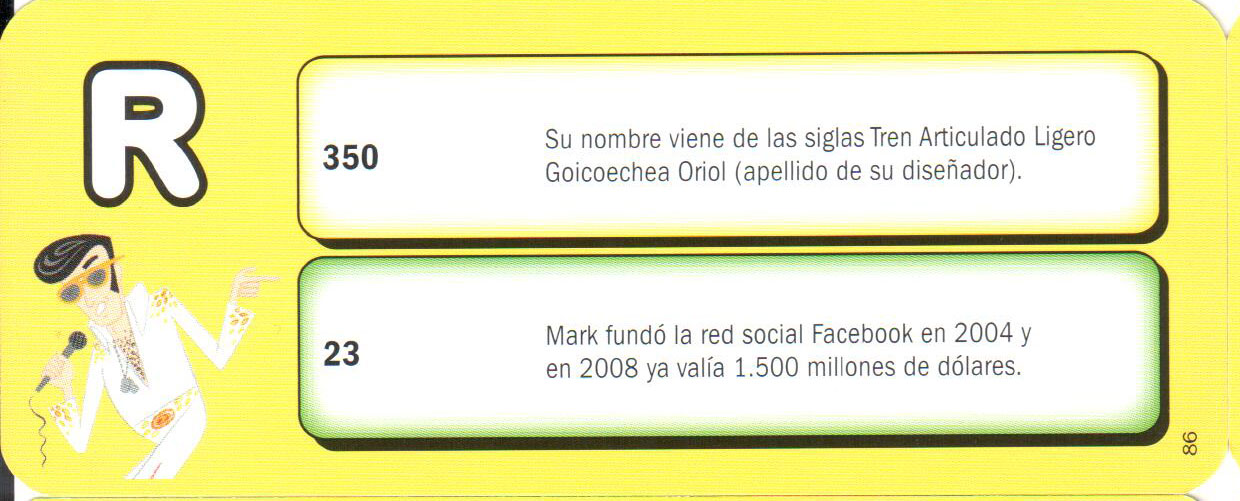 R
350
Su nombre viene de las siglas Tren Articulado Ligero
Goicoechea Oriol (apellido de su diseñador).
23
Mark fundó la red social Facebook en 2004 y
en 2008 ya valía 1.500 millones de dólares.
86